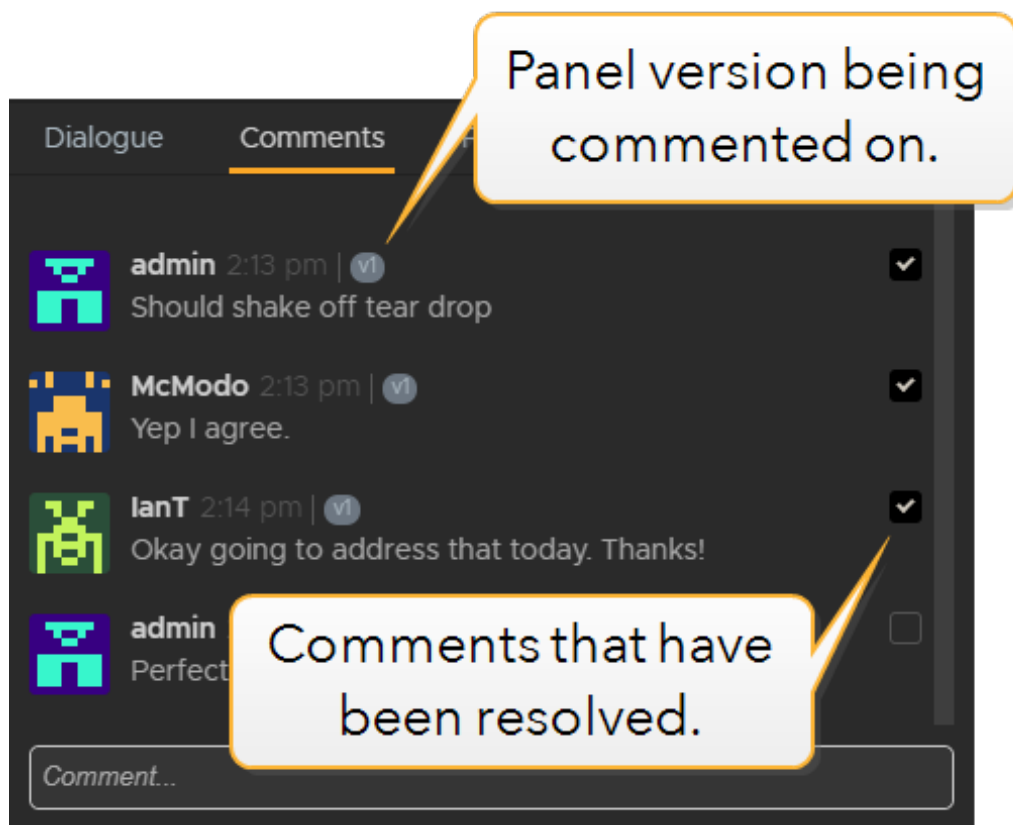 Panel version being
commented on.
Dialogue Comments
admin 2:13 pm | v1
Should shake off tear drop
McModo 2:13 pm | v1
Yep I agree.
IanT 2:14 pm | v1
Okay going to address that today. Thanks!
admin
Perfect
Comments that have
been resolved.
Comment...